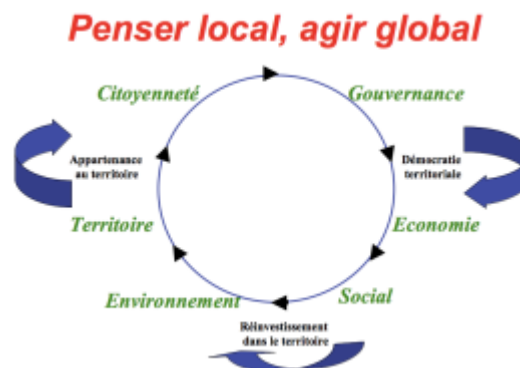 Penser local, agir global
Citoyenneté
Gouvernance
Appartenance
au territoire
Démocratie
territoriale
Territoire
Economie
Environnement
Social
Réinvestissement
dans le territoire